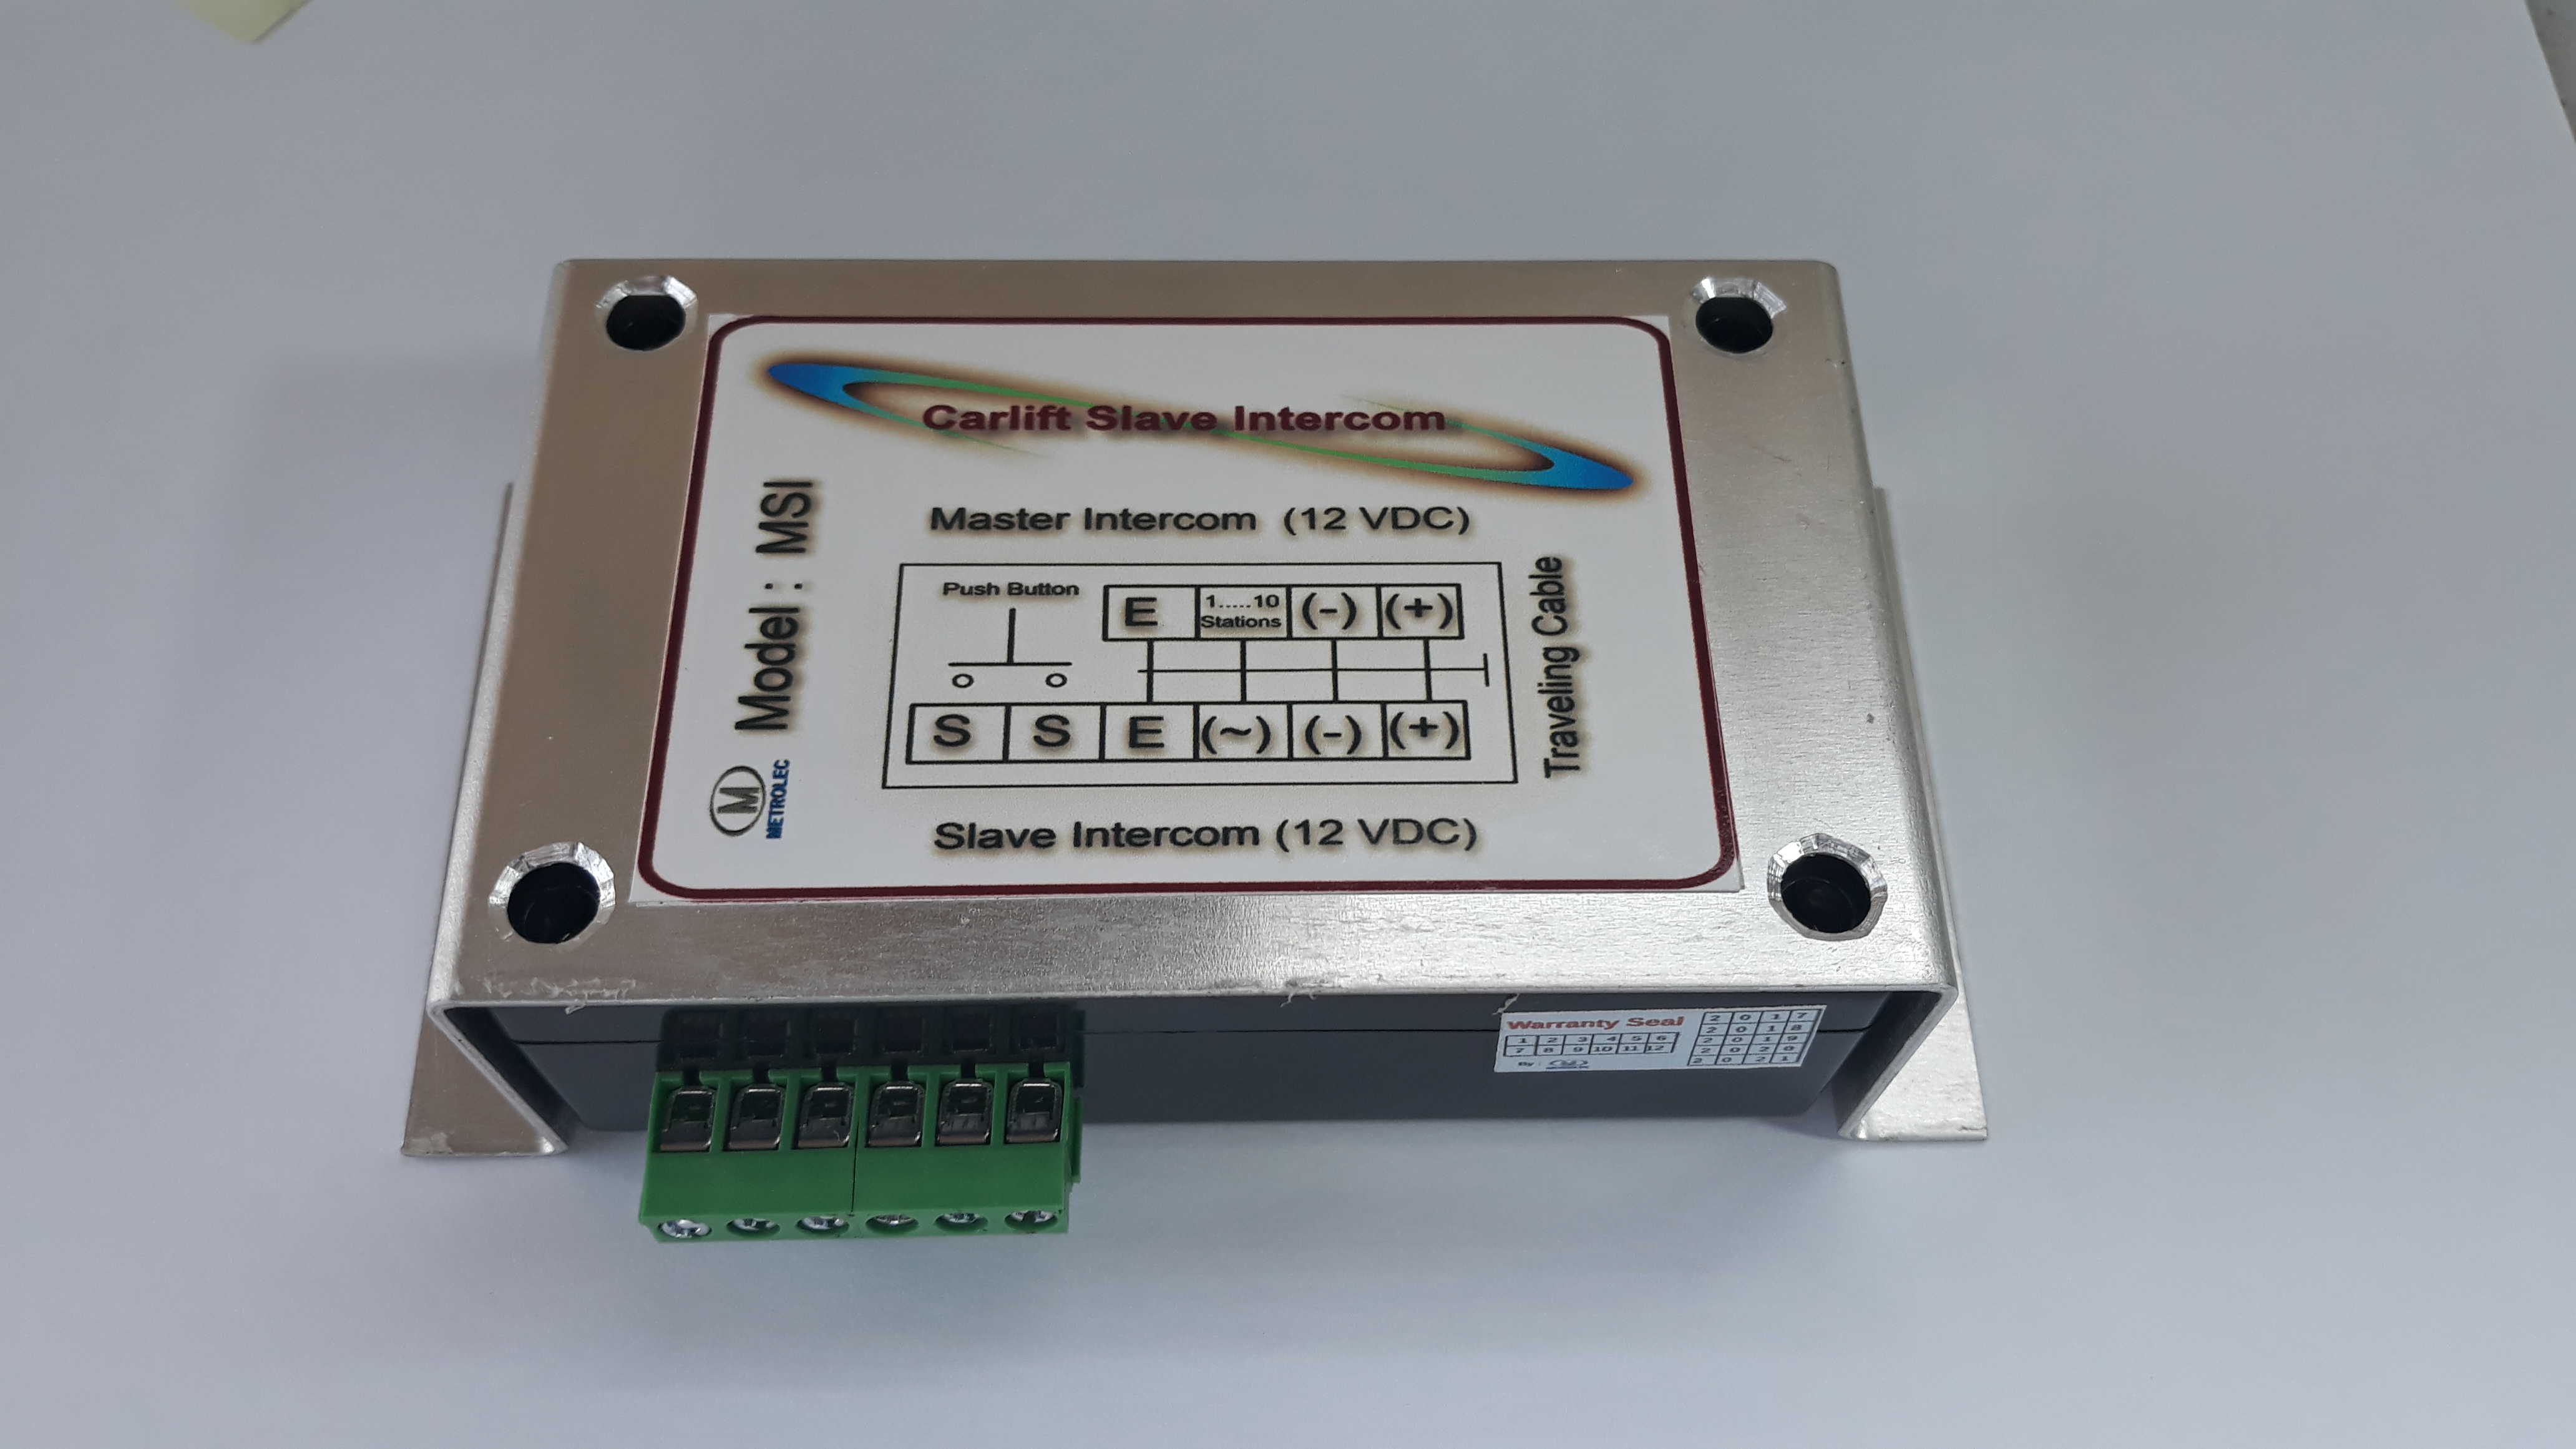 Carlift Slave Intercom
Model : MSI
Master Intercom (12 VDC)
Push Button
E 1.....10 Stations (-) (+)
S S E (~) (-) (+)
Traveling Cable
M
METROLEC
Slave Intercom (12 VDC)
Warranty Seal
1 2 3 4 5 6
7 8 9 10 11 12
By :
2 0 1 7
2 0 1 8
2 0 1 9
2 0 2 0
2 0 2 1